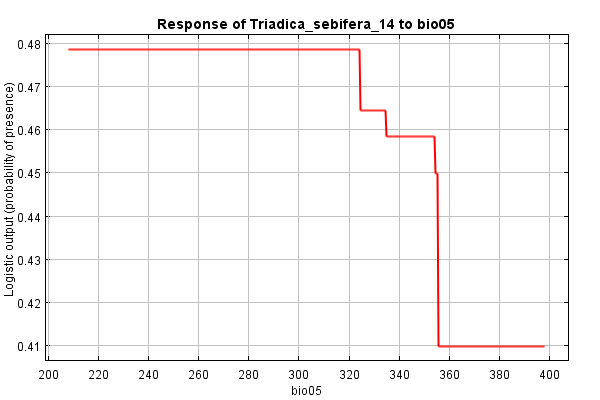 Response of Triadica_sebifera_14 to bio05
Logistic output (probability of presence)
0.48
0.47
0.46
0.45
0.44
0.43
0.42
0.41
200 220 240 260 280 300 320 340 360 380 400
bio05